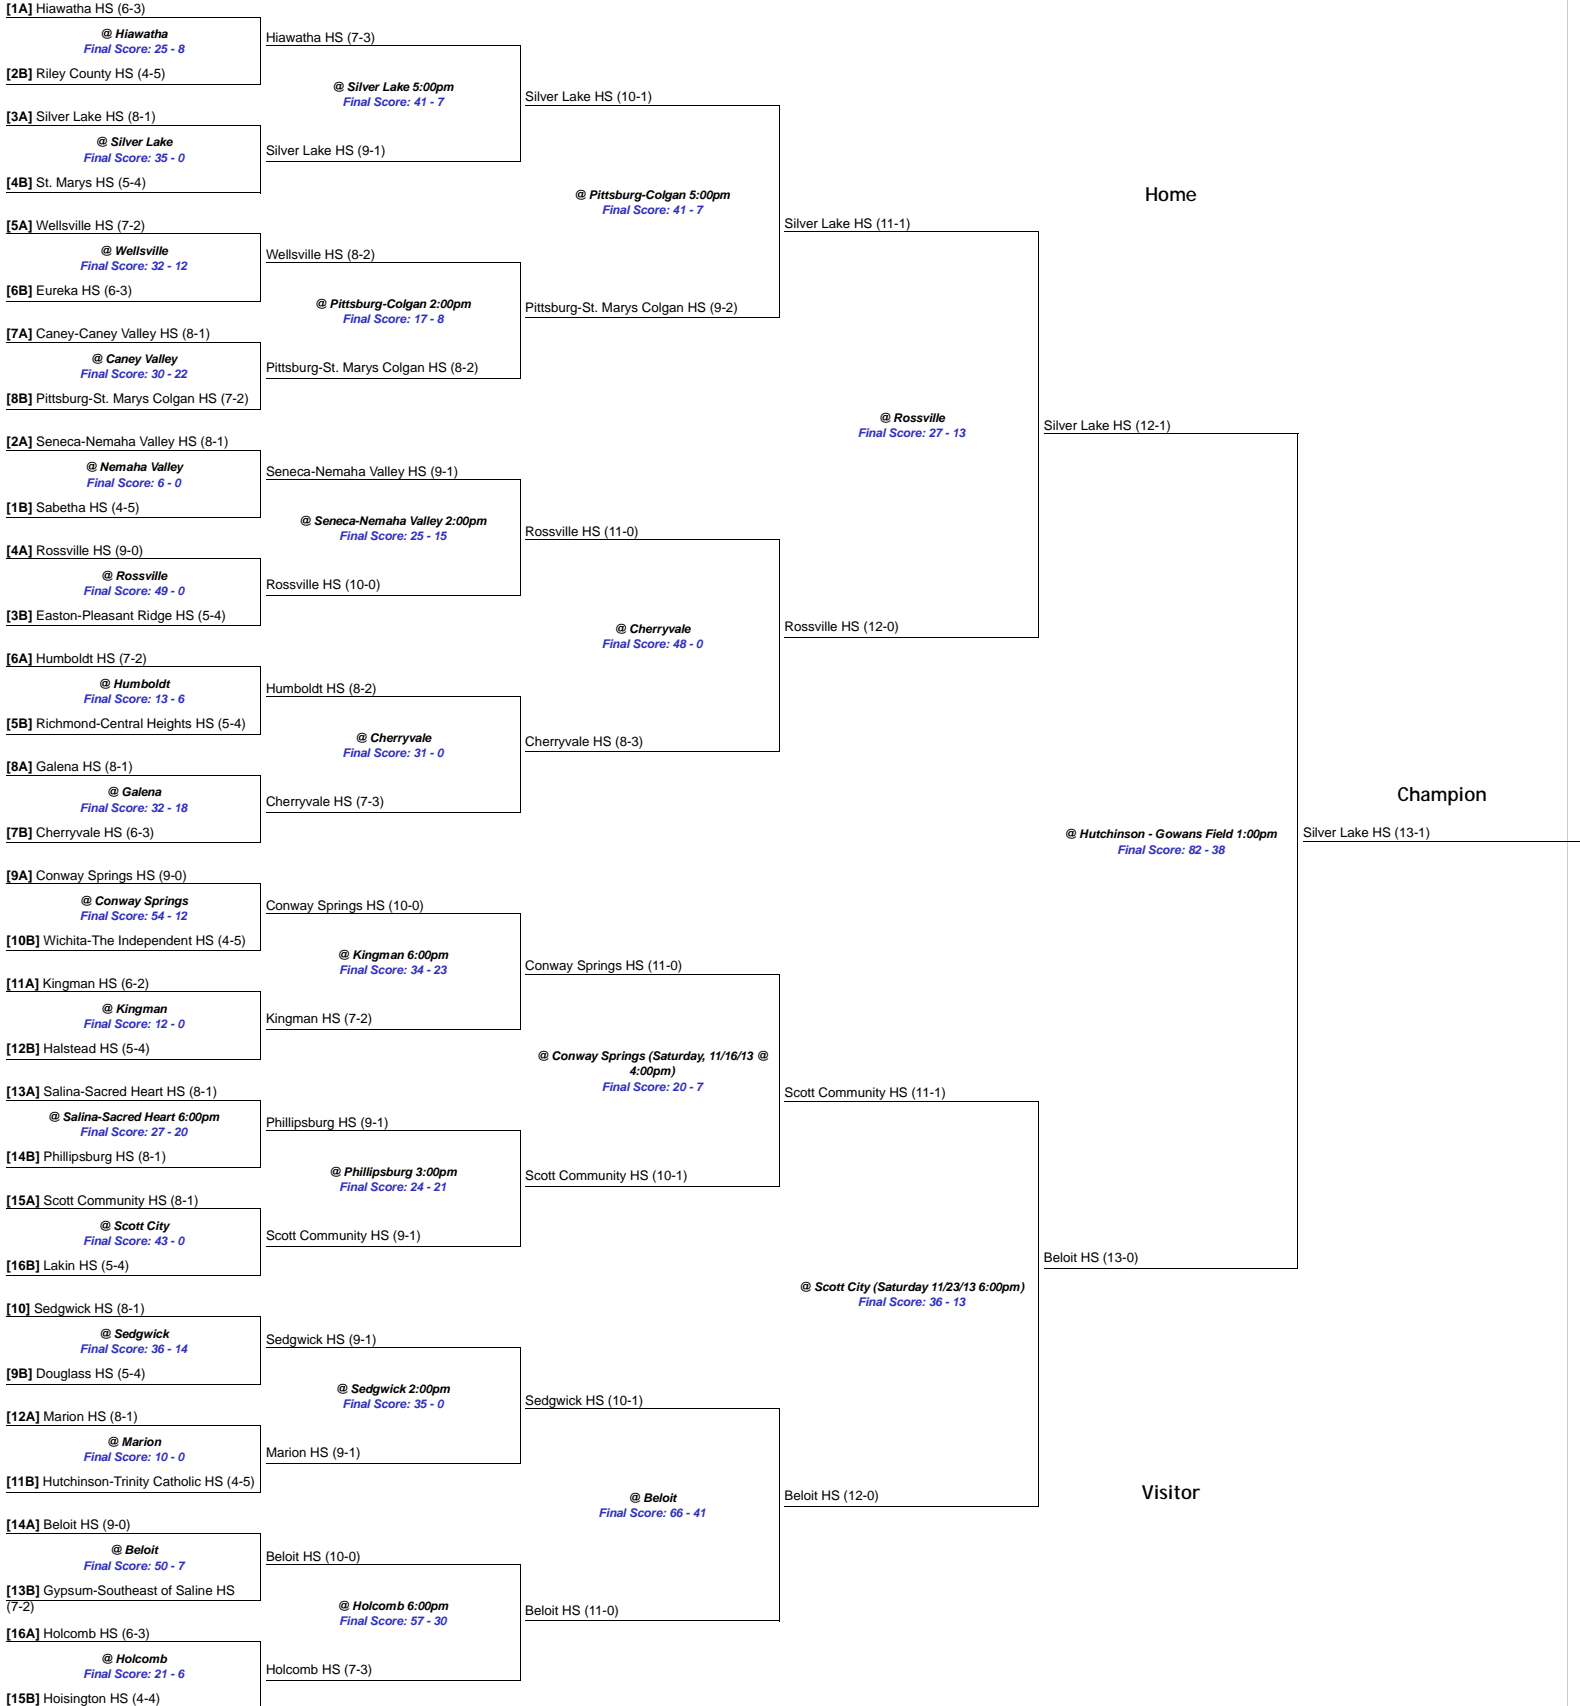 [1A] Hiawatha HS (6-3)
@ Hiawatha
Final Score: 25 - 8
[2B] Riley County HS (4-5)
[3A] Silver Lake HS (8-1)
@ Silver Lake
Final Score: 35 - 0
[4B] St. Marys HS (5-4)
[5A] Wellsville HS (7-2)
@ Wellsville
Final Score: 32 - 12
[6B] Eureka HS (6-3)
[7A] Caney-Caney Valley HS (8-1)
@ Caney Valley
Final Score: 30 - 22
[8B] Pittsburg-St. Marys Colgan HS (7-2)
[2A] Seneca-Nemaha Valley HS (8-1)
@ Nemaha Valley
Final Score: 6 - 0
[1B] Sabetha HS (4-5)
[4A] Rossville HS (9-0)
@ Rossville
Final Score: 49 - 0
[3B] Easton-Pleasant Ridge HS (5-4)
[6A] Humboldt HS (7-2)
@ Humboldt
Final Score: 13 - 6
[5B] Richmond-Central Heights HS (5-4)
[8A] Galena HS (8-1)
@ Galena
Final Score: 32 - 18
[7B] Cherryvale HS (6-3)
[9A] Conway Springs HS (9-0)
@ Conway Springs
Final Score: 54 - 12
[10B] Wichita-The Independent HS (4-5)
[11A] Kingman HS (6-2)
@ Kingman
Final Score: 12 - 0
[12B] Halstead HS (5-4)
[13A] Salina-Sacred Heart HS (8-1)
@ Salina-Sacred Heart 6:00pm
Final Score: 27 - 20
[14B] Phillipsburg HS (8-1)
[15A] Scott Community HS (8-1)
@ Scott City
Final Score: 43 - 0
[16B] Lakin HS (5-4)
[10] Sedgwick HS (8-1)
@ Sedgwick
Final Score: 36 - 14
[9B] Douglass HS (5-4)
[12A] Marion HS (8-1)
@ Marion
Final Score: 10 - 0
[11B] Hutchinson-Trinity Catholic HS (4-5)
[14A] Beloit HS (9-0)
@ Beloit
Final Score: 50 - 7
[13B] Gypsum-Southeast of Saline HS
(7-2)
[16A] Holcomb HS (6-3)
@ Holcomb
Final Score: 21 - 6
[15B] Hoisington HS (4-4)
Hiawatha HS (7-3)
@ Silver Lake 5:00pm
Final Score: 41 - 7
Silver Lake HS (9-1)
Wellsville HS (8-2)
@ Pittsburg-Colgan 2:00pm
Final Score: 17 - 8
Pittsburg-St. Marys Colgan HS (8-2)
Seneca-Nemaha Valley HS (9-1)
@ Seneca-Nemaha Valley 2:00pm
Final Score: 25 - 15
Rossville HS (10-0)
Humboldt HS (8-2)
@ Cherryvale
Final Score: 31 - 0
Cherryvale HS (7-3)
Conway Springs HS (10-0)
@ Kingman 6:00pm
Final Score: 34 - 23
Kingman HS (7-2)
Phillipsburg HS (9-1)
@ Phillipsburg 3:00pm
Final Score: 24 - 21
Scott Community HS (9-1)
Sedgwick HS (9-1)
@ Sedgwick 2:00pm
Final Score: 35 - 0
Marion HS (9-1)
Beloit HS (10-0)
@ Holcomb 6:00pm
Final Score: 57 - 30
Holcomb HS (7-3)
Silver Lake HS (10-1)
@ Pittsburg-Colgan 5:00pm
Final Score: 41 - 7
Pittsburg-St. Marys Colgan HS (9-2)
Rossville HS (11-0)
@ Cherryvale
Final Score: 48 - 0
Cherryvale HS (8-3)
Conway Springs HS (11-0)
@ Conway Springs (Saturday, 11/16/13 @
4:00pm)
Final Score: 20 - 7
Scott Community HS (10-1)
Sedgwick HS (10-1)
@ Beloit
Final Score: 66 - 41
Beloit HS (11-0)
Silver Lake HS (11-1)
@ Rossville
Final Score: 27 - 13
Rossville HS (12-0)
Scott Community HS (11-1)
@ Scott City (Saturday 11/23/13 6:00pm)
Final Score: 36 - 13
Beloit HS (12-0)
Home
Silver Lake HS (12-1)
@ Hutchinson - Gowans Field 1:00pm
Final Score: 82 - 38
Beloit HS (13-0)
Visitor
Champion
Silver Lake HS (13-1)